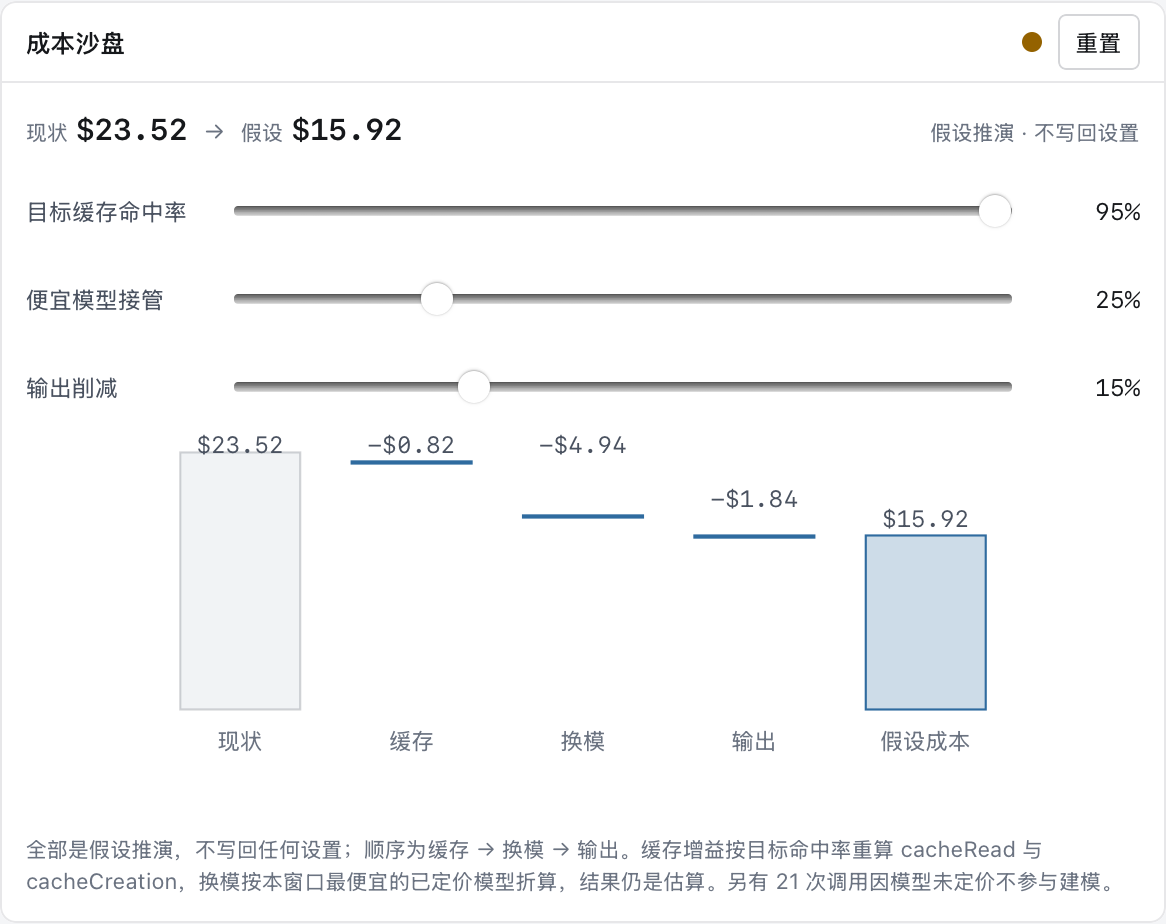 成本沙盘
重置
现状 $23.52 → 假设 $15.92
假设推演 · 不写回设置
目标缓存命中率 95%
便宜模型接管 25%
输出削减 15%
$23.52 −$0.82 −$4.94
−$1.84
$15.92
现状 缓存 换模 输出 假设成本
全部是假设推演，不写回任何设置；顺序为缓存 → 换模 → 输出。缓存增益按目标命中率重算 cacheRead 与
cacheCreation，换模按本窗口最便宜的已定价模型折算，结果仍是估算。另有 21 次调用因模型未定价不参与建模。